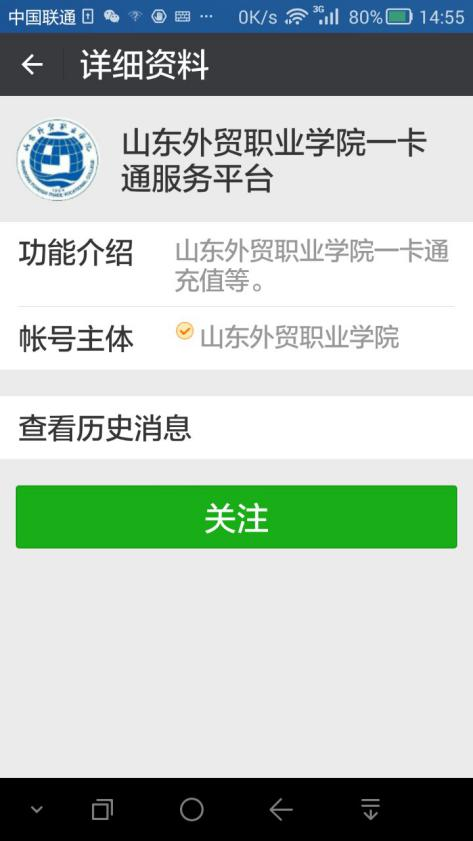 中国联通 0K/s 3G 80% 14:55
详细资料
山东外贸职业学院一卡
通服务平台
功能介绍 山东外贸职业学院一卡通
充值等。
帐号主体 山东外贸职业学院
查看历史消息
关注